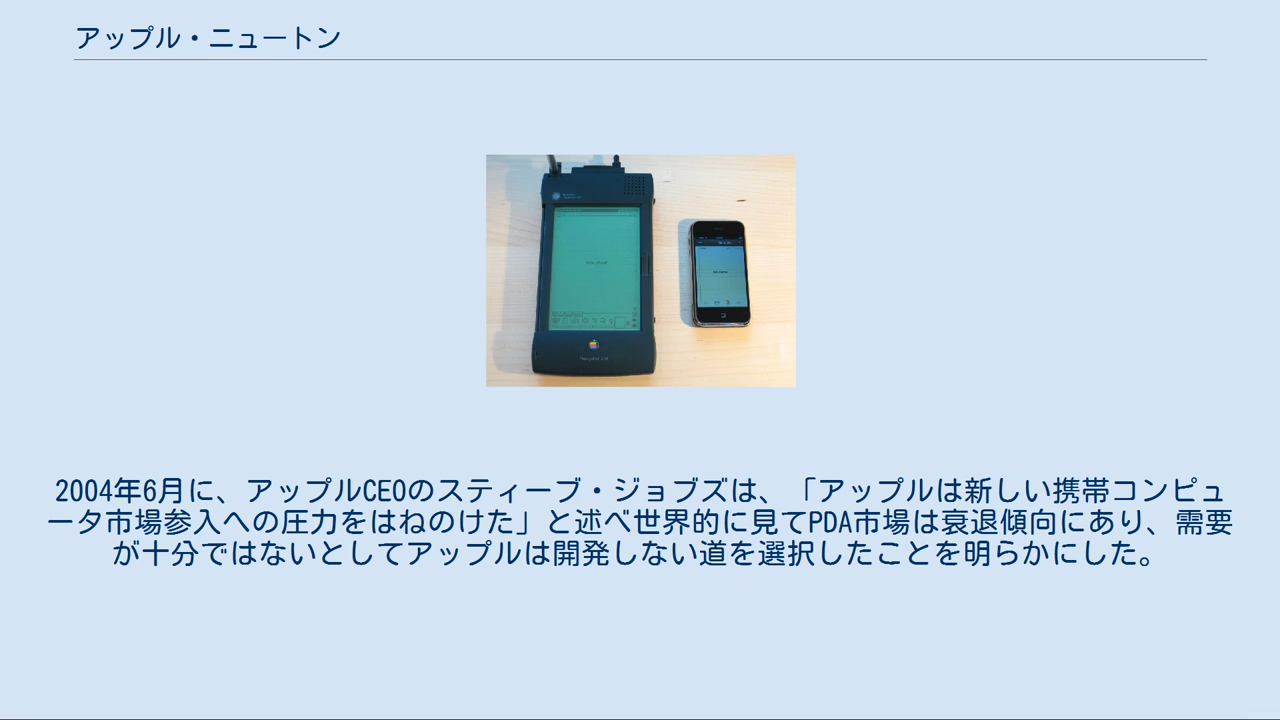 アップル・ニュートン
2004年6月に、アップルCEOのスティーブ・ジョブズは、「アップルは新しい携帯コンピュ
ータ市場参入への圧力をはねのけた」と述べ世界的に見てPDA市場は衰退傾向にあり、需要
が十分ではないとしてアップルは開発しない道を選択したことを明らかにした。